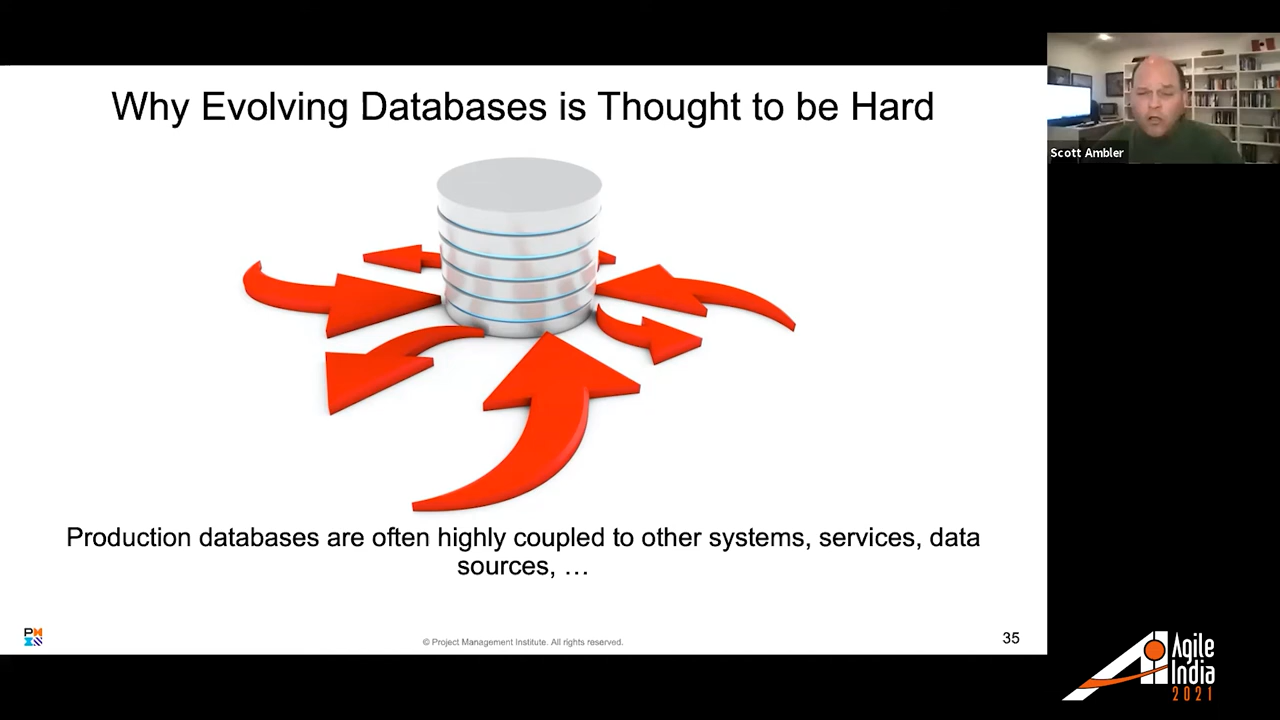 Why Evolving Databases is Thought to be Hard
Scott Ambler
Production databases are often highly coupled to other systems, services, data
sources, …
© Project Management Institute. All rights reserved.
35
Agile
India
2021